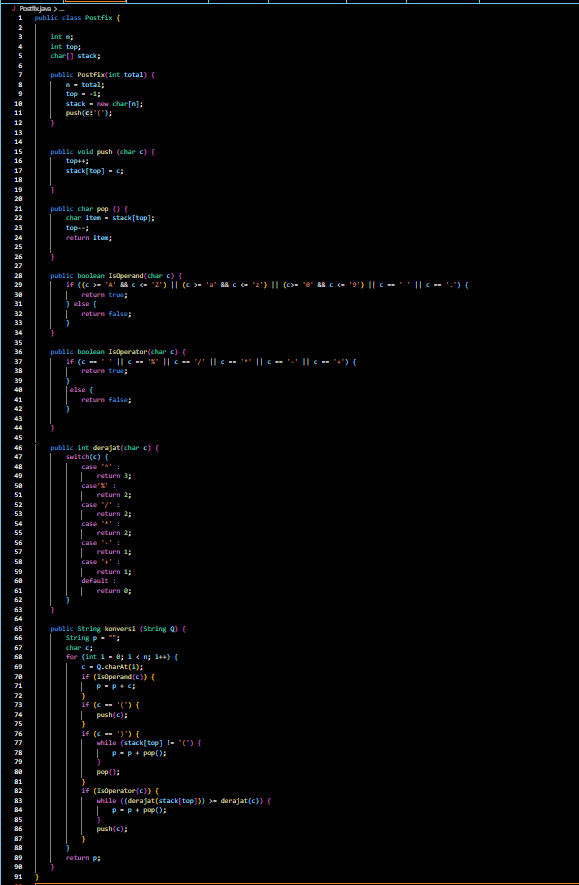 Postfix.java > ...
1 public class Postfix {
2
3 int n;
4 int top;
5 char[] stack;
6
7 public Postfix(int total) {
8 n = total;
9 top = -1;
10 stack = new char[n];
11 push(c:'(');
12 }
13
14
15 public void push (char c) {
16 top++;
17 stack[top] = c;
18
19 }
20
21 public char pop () {
22 char item = stack[top];
23 top--;
24 return item;
25
26 }
27
28 public boolean IsOperand(char c) {
29 if ((c >= 'A' && c <= 'Z') || (c >= 'a' && c <= 'z') || (c>= '0' && c <= '9') || c == ' ' || c == '.') {
30 return true;
31 } else {
32 return false;
33 }
34 }
35
36 public boolean IsOperator(char c) {
37 if (c == ' ' || c == '%' || c == '/' || c == '*' || c == '-' || c == '+') {
38 return true;
39 }
40 else {
41 return false;
42 }
43
44 }
45
46 public int derajat(char c) {
47 switch(c) {
48 case '^' :
49 return 3;
50 case'%' :
51 return 2;
52 case '/' :
53 return 2;
54 case '*' :
55 return 2;
56 case '-' :
57 return 1;
58 case '+' :
59 return 1;
60 default :
61 return 0;
62 }
63 }
64
65 public String konversi (String Q) {
66 String p = "";
67 char c;
68 for (int i = 0; i < n; i++) {
69 c = Q.charAt(i);
70 if (IsOperand(c)) {
71 p = p + c;
72 }
73 if (c == '(') {
74 push(c);
75 }
76 if (c == ')') {
77 while (stack[top] != '(') {
78 p = p + pop();
79 }
80 pop();
81 }
82 if (IsOperator(c)) {
83 while ((derajat(stack[top])) >= derajat(c)) {
84 p = p + pop();
85 }
86 push(c);
87 }
88 }
89 return p;
90 }
91 }